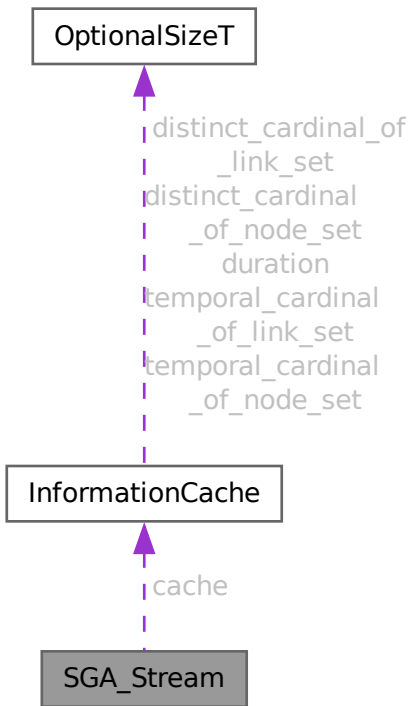 OptionalSizeT
distinct_cardinal_of
_link_set
distinct_cardinal
_of_node_set
duration
temporal_cardinal
_of_link_set
temporal_cardinal
_of_node_set
InformationCache
cache
SGA_Stream